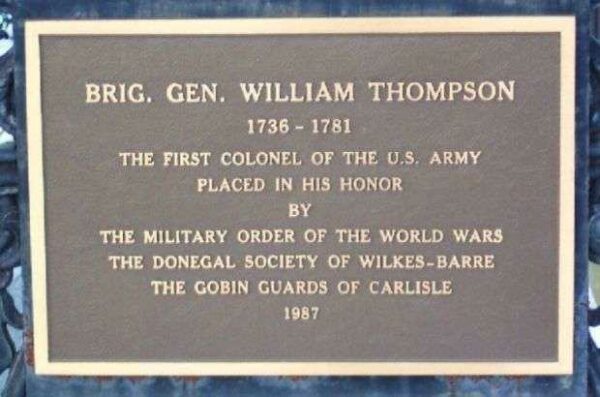 BRIG. GEN. WILLIAM THOMPSON
1736 - 1781
THE FIRST COLONEL OF THE U.S. ARMY
PLACED IN HIS HONOR
BY
THE MILITARY ORDER OF THE WORLD WARS
THE DONEGAL SOCIETY OF WILKES-BARRE
THE GOBIN GUARDS OF CARLISLE
1987